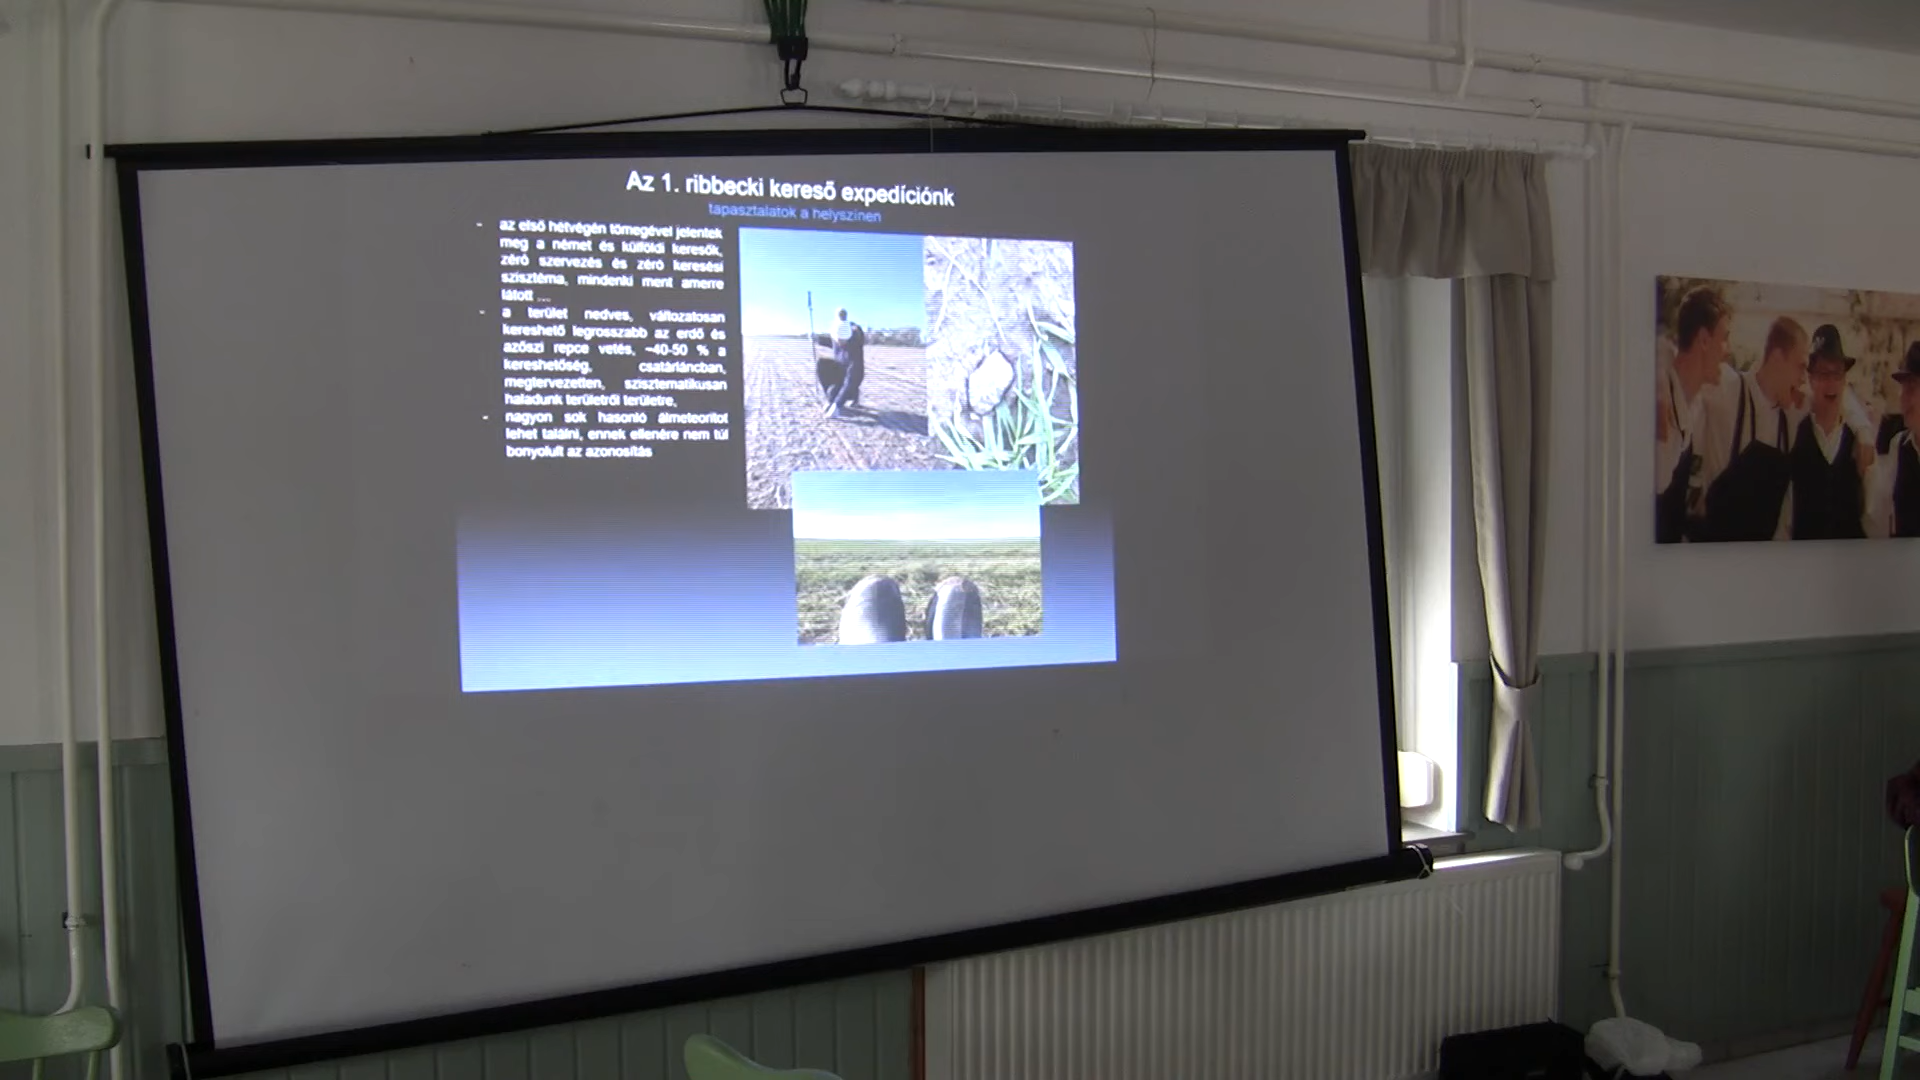 Az 1. ribbecki kereső expedíciónk
tapasztalatok a helyszínen
- az első hétvégén tömegével jelentek
meg a német és külföldi keresők,
zéró szervezés és zéró keresési
szisztéma, mindenki ment amerre
látott ....
- a terület nedves, változatosan
kereshető legrosszabb az erdő és
azőszi repce vetés, ~40-50 % a
kereshetőség, csatárláncban,
megtervezetten, szisztematikusan
haladunk területről területre,
- nagyon sok hasonló álmeteoritot
lehet találni, ennek ellenére nem túl
bonyolult az azonosítás